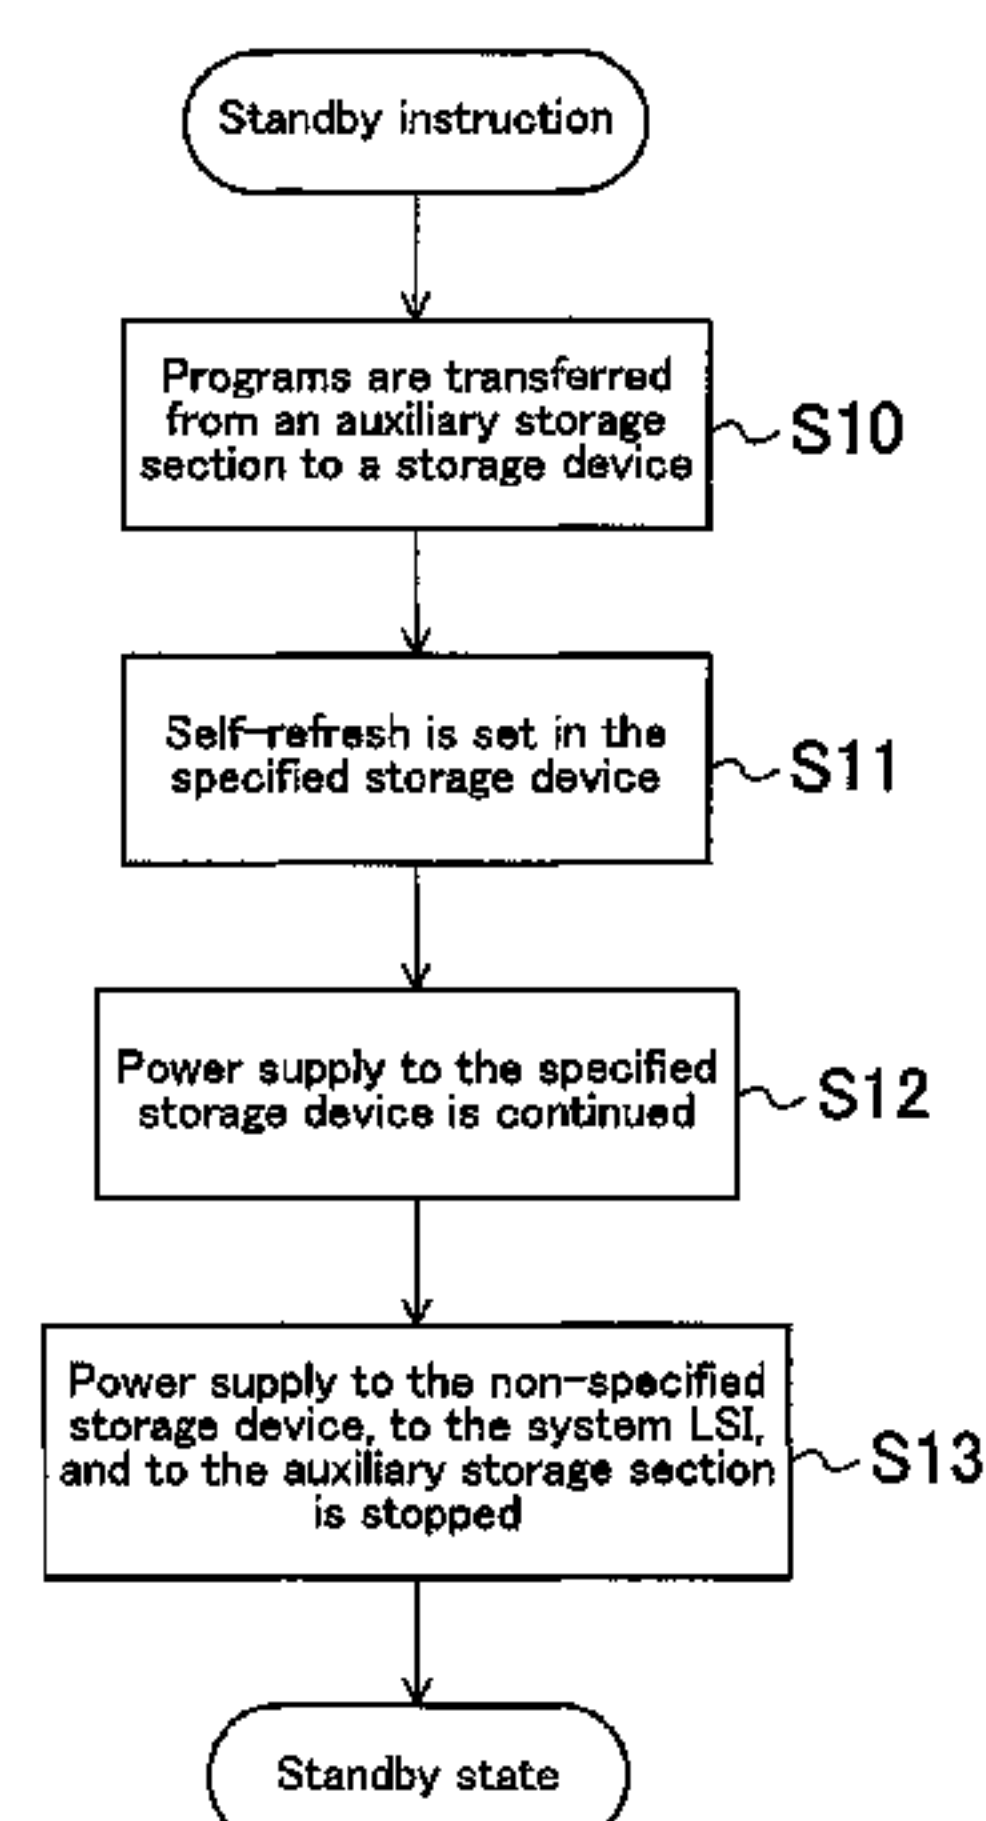 Standby instruction
Programs are transferred
from an auxiliary storage
section to a storage device
S10
Self-refresh is set in the
specified storage device
S11
Power supply to the specified
storage device is continued
S12
Power supply to the non-specified
storage device, to the system LSI,
and to the auxiliary storage section
is stopped
S13
Standby state